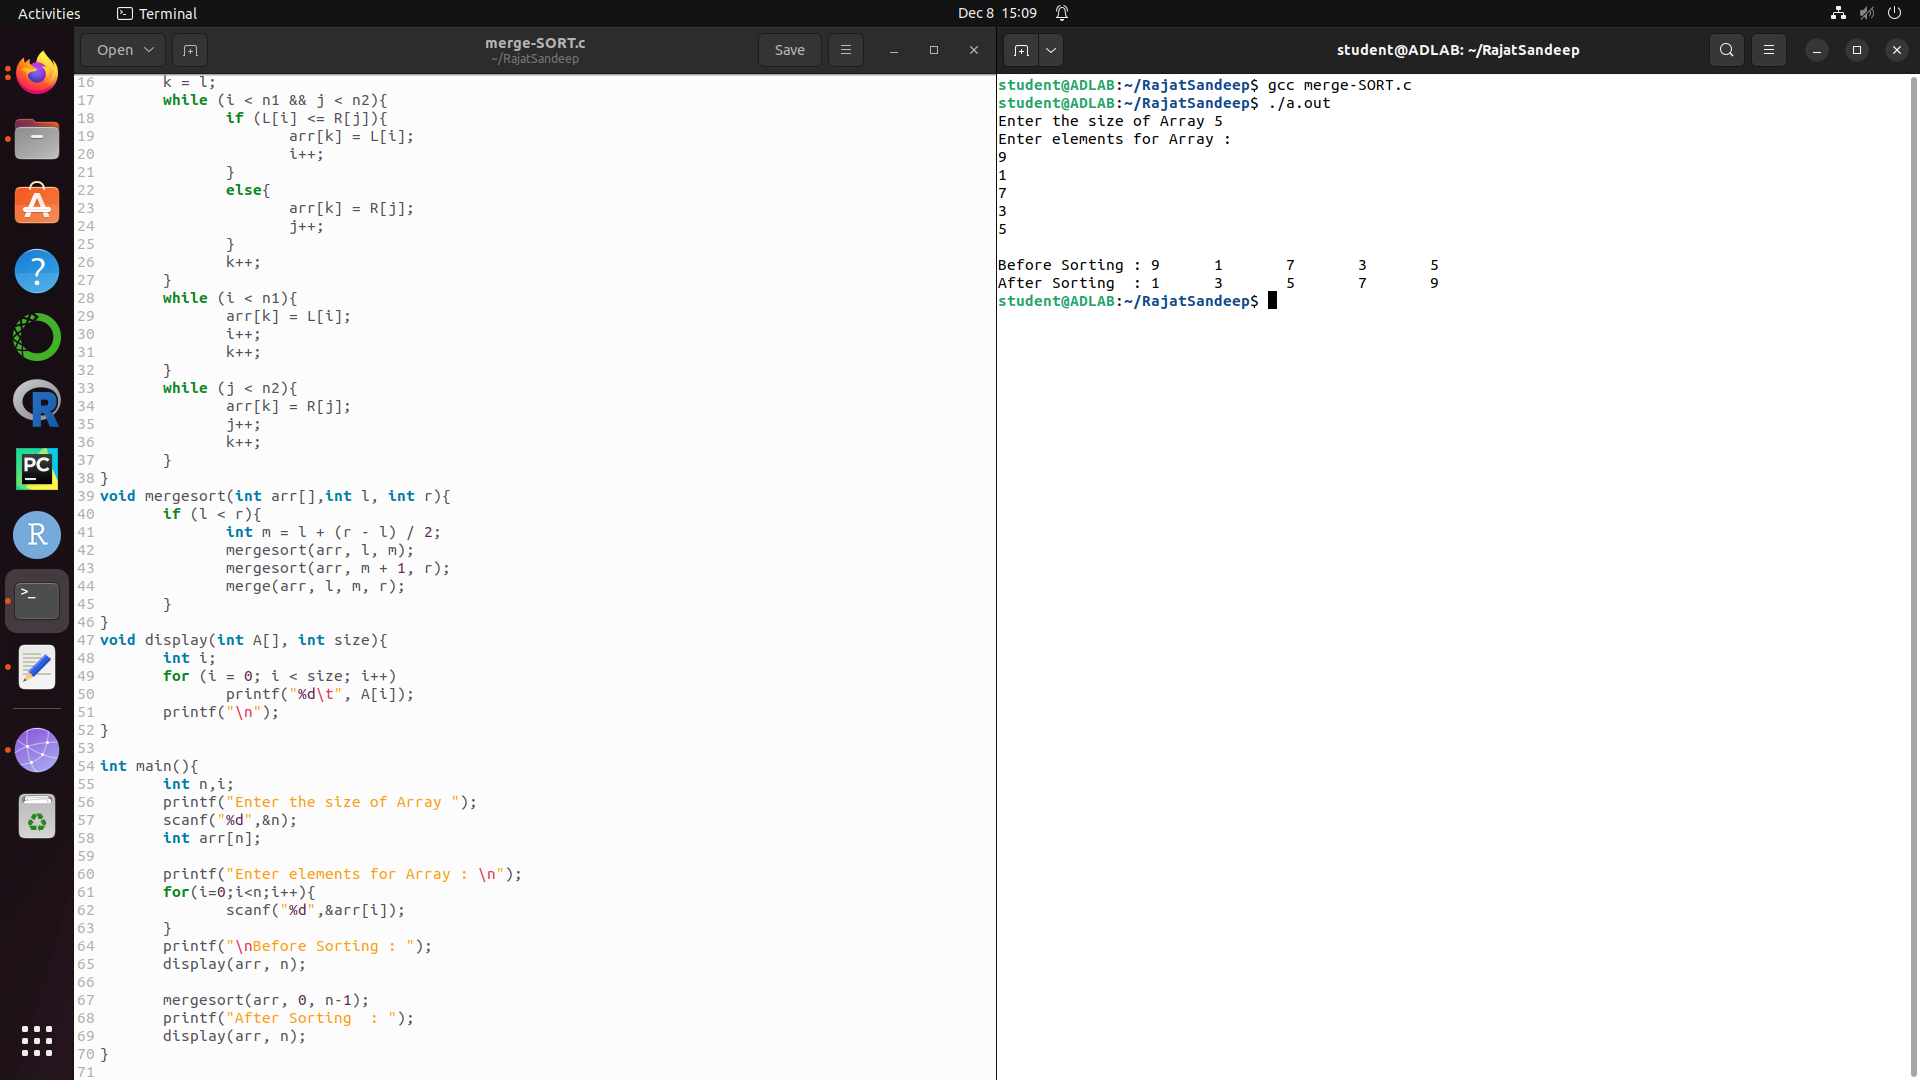 Activities
Terminal
Dec 8 15:09
Open
merge-SORT.c
~/RajatSandeep
Save
16 k = l;
17 while (i < n1 && j < n2){
18 if (L[i] <= R[j]){
19 arr[k] = L[i];
20 i++;
21 }
22 else{
23 arr[k] = R[j];
24 j++;
25 }
26 k++;
27 }
28 while (i < n1){
29 arr[k] = L[i];
30 i++;
31 k++;
32 }
33 while (j < n2){
34 arr[k] = R[j];
35 j++;
36 k++;
37 }
38 }
39 void mergesort(int arr[],int l, int r){
40 if (l < r){
41 int m = l + (r - l) / 2;
42 mergesort(arr, l, m);
43 mergesort(arr, m + 1, r);
44 merge(arr, l, m, r);
45 }
46 }
47 void display(int A[], int size){
48 int i;
49 for (i = 0; i < size; i++)
50 printf("%d\t", A[i]);
51 printf("\n");
52 }
53
54 int main(){
55 int n,i;
56 printf("Enter the size of Array ");
57 scanf("%d",&n);
58 int arr[n];
59
60 printf("Enter elements for Array : \n");
61 for(i=0;i<n;i++){
62 scanf("%d",&arr[i]);
63 }
64 printf("\nBefore Sorting : ");
65 display(arr, n);
66
67 mergesort(arr, 0, n-1);
68 printf("After Sorting  : ");
69 display(arr, n);
70 }
71
student@ADLAB: ~/RajatSandeep
student@ADLAB:~/RajatSandeep$ gcc merge-SORT.c
student@ADLAB:~/RajatSandeep$ ./a.out
Enter the size of Array 5
Enter elements for Array :
9
1
7
3
5
Before Sorting : 9 1 7 3 5
After Sorting  : 1 3 5 7 9
student@ADLAB:~/RajatSandeep$
A
?
R
PC
R
>_